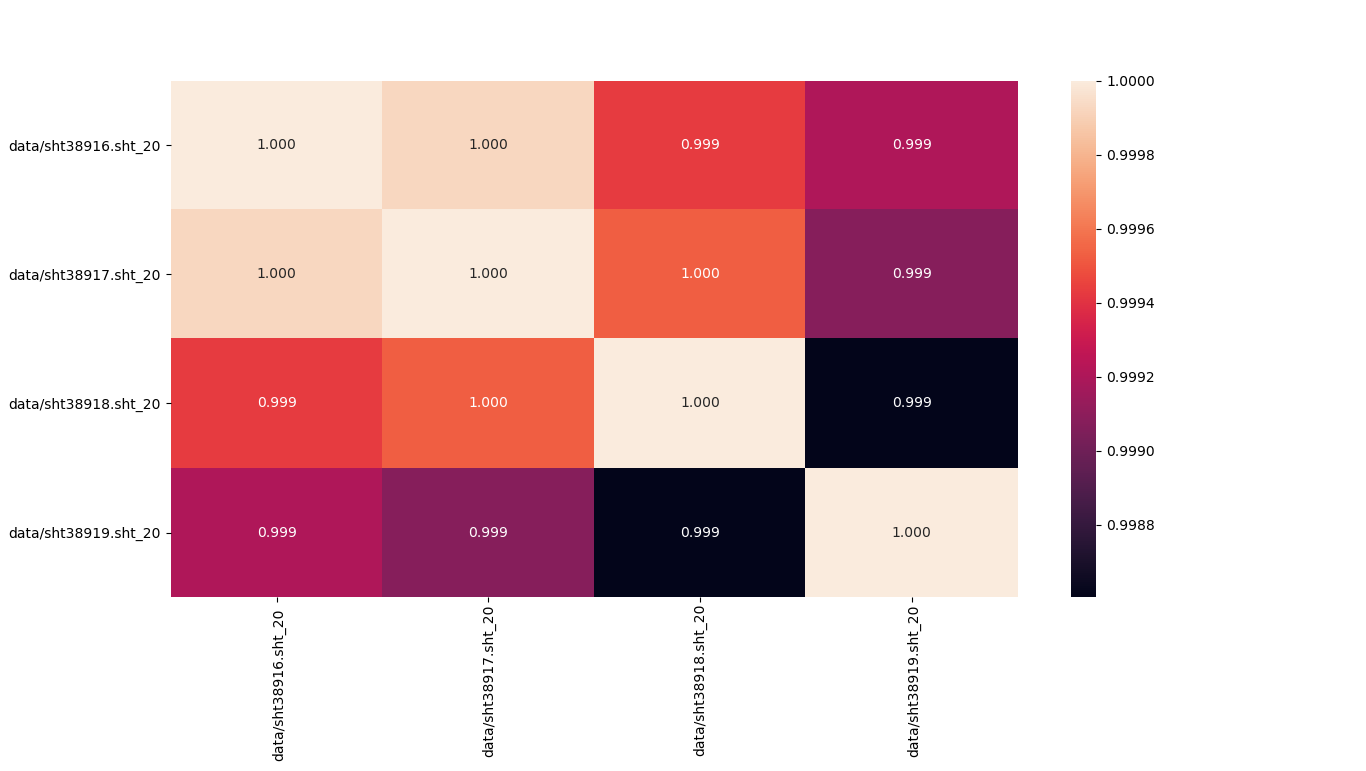 data/sht38916.sht_20 1.000 1.000 0.999 0.999
data/sht38917.sht_20 1.000 1.000 1.000 0.999
data/sht38918.sht_20 0.999 1.000 1.000 0.999
data/sht38919.sht_20 0.999 0.999 0.999 1.000
data/sht38916.sht_20
data/sht38917.sht_20
data/sht38918.sht_20
data/sht38919.sht_20
1.0000
0.9998
0.9996
0.9994
0.9992
0.9990
0.9988